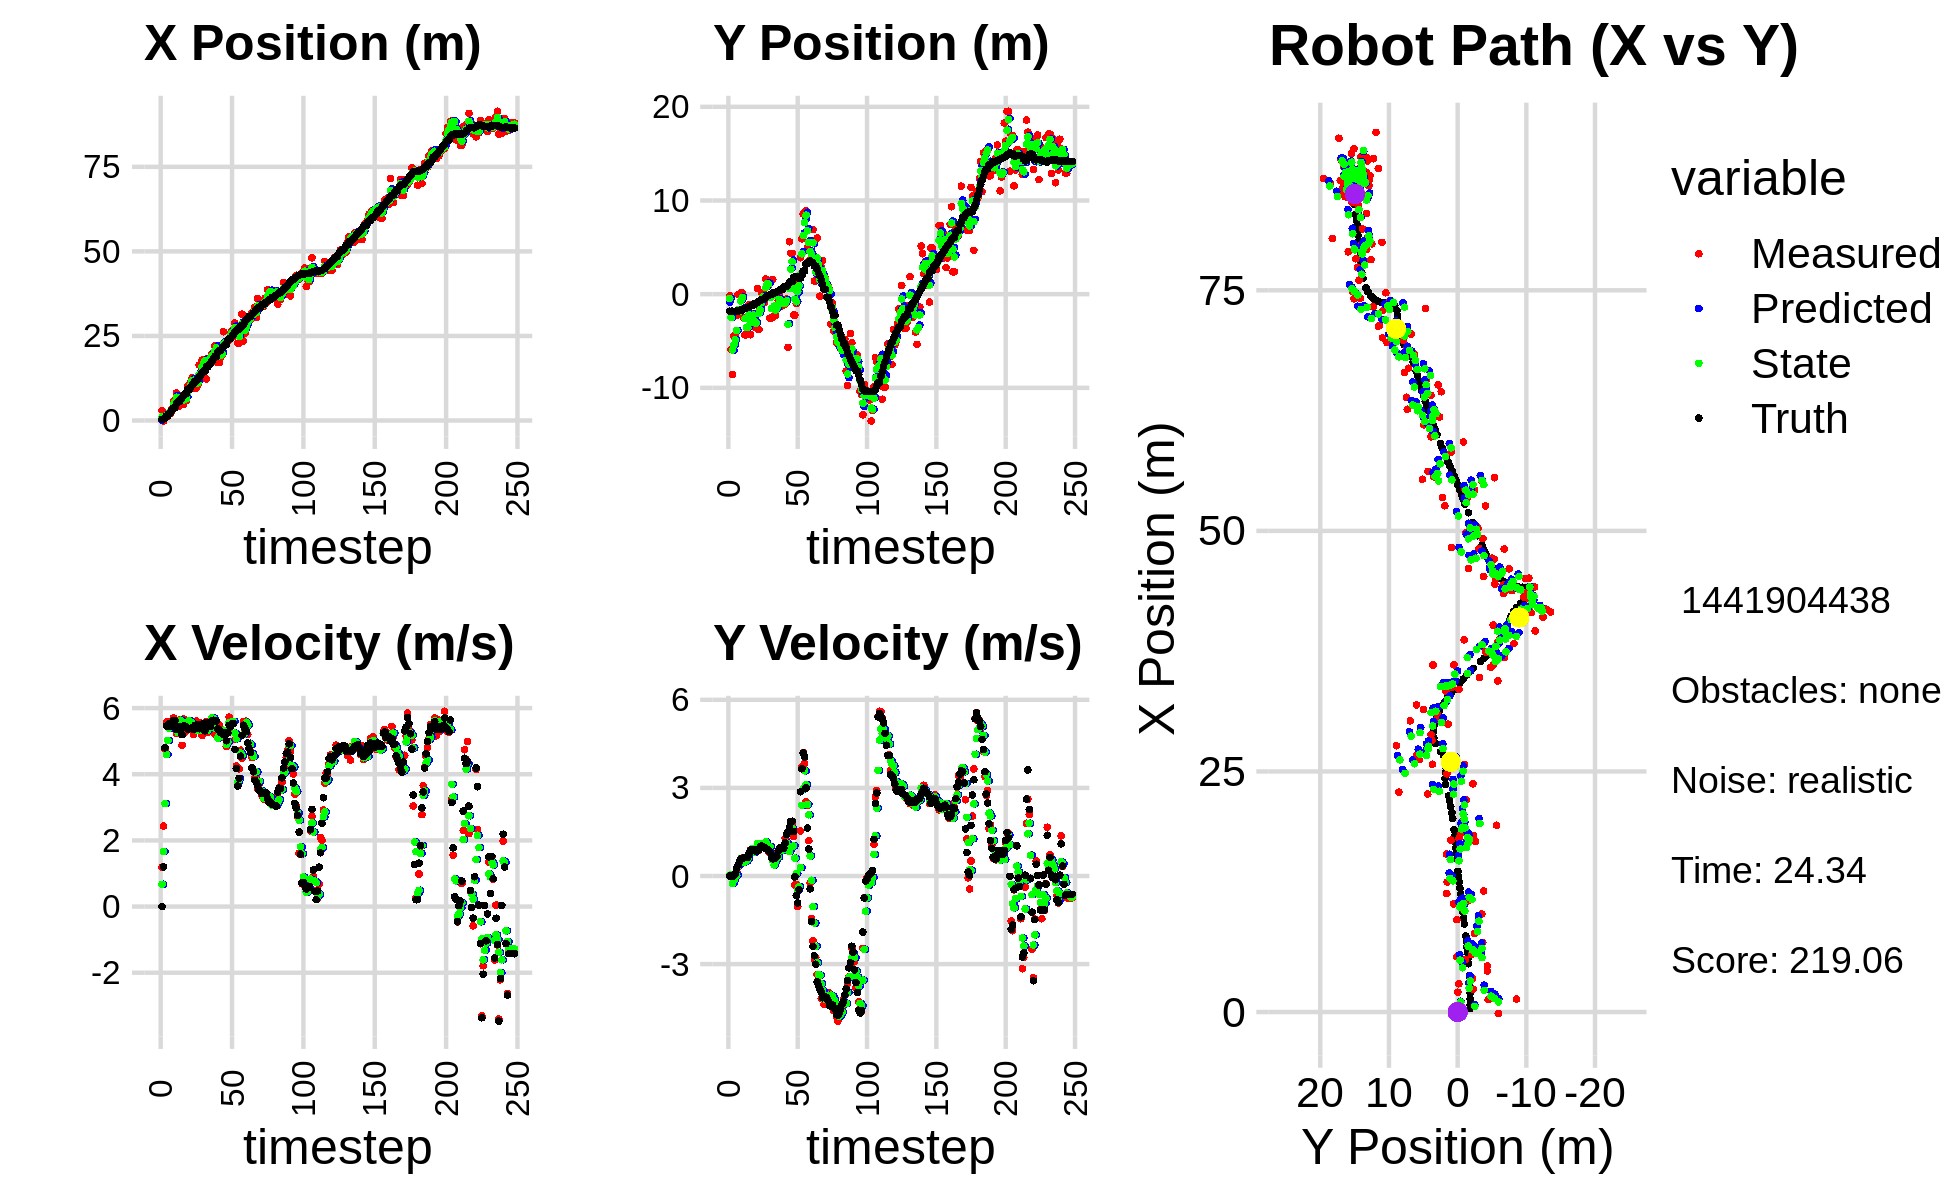 X Position (m)
75
50
25
0
0 50 100 150 200 250
timestep
Y Position (m)
20
10
0
-10
0 50 100 150 200 250
timestep
X Velocity (m/s)
6
4
2
0
-2
0 50 100 150 200 250
timestep
Y Velocity (m/s)
6
3
0
-3
0 50 100 150 200 250
timestep
Robot Path (X vs Y)
X Position (m)
75
50
25
0
20 10 0 -10 -20
Y Position (m)
variable
Measured
Predicted
State
Truth
1441904438
Obstacles: none
Noise: realistic
Time: 24.34
Score: 219.06